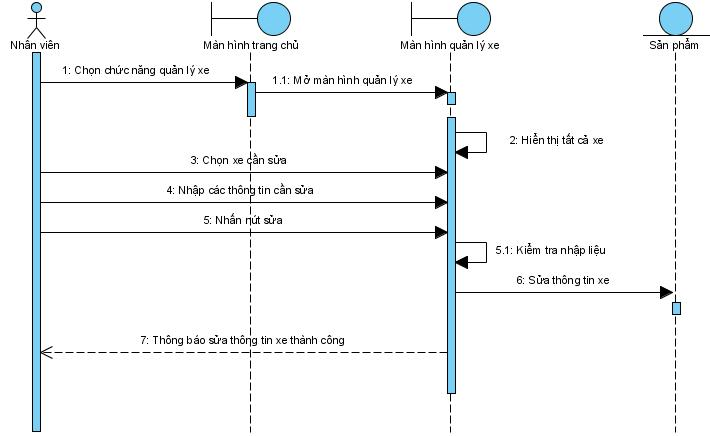 Nhân viên
Màn hình trang chủ
Màn hình quản lý xe
Sản phẩm
1: Chọn chức năng quản lý xe
1.1: Mở màn hình quản lý xe
2: Hiển thị tất cả xe
3: Chọn xe cần sửa
4: Nhập các thông tin cần sửa
5: Nhấn nút sửa
5.1: Kiểm tra nhập liệu
6: Sửa thông tin xe
7: Thông báo sửa thông tin xe thành công